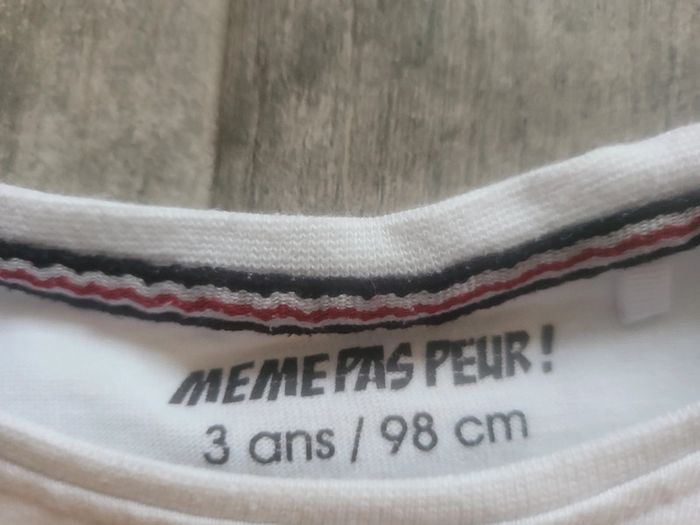 MEME PAS PEUR !
3 ans / 98 cm